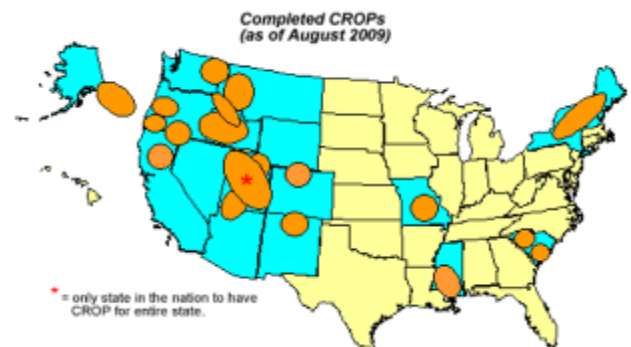 Completed CROPs
(as of August 2009)
*
* = only state in the nation to have
CROP for entire state.